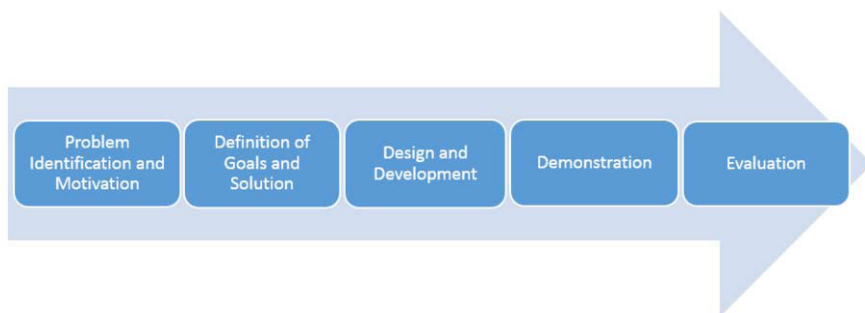 Problem
Identification and
Motivation
Definition of
Goals and
Solution
Design and
Development
Demonstration
Evaluation